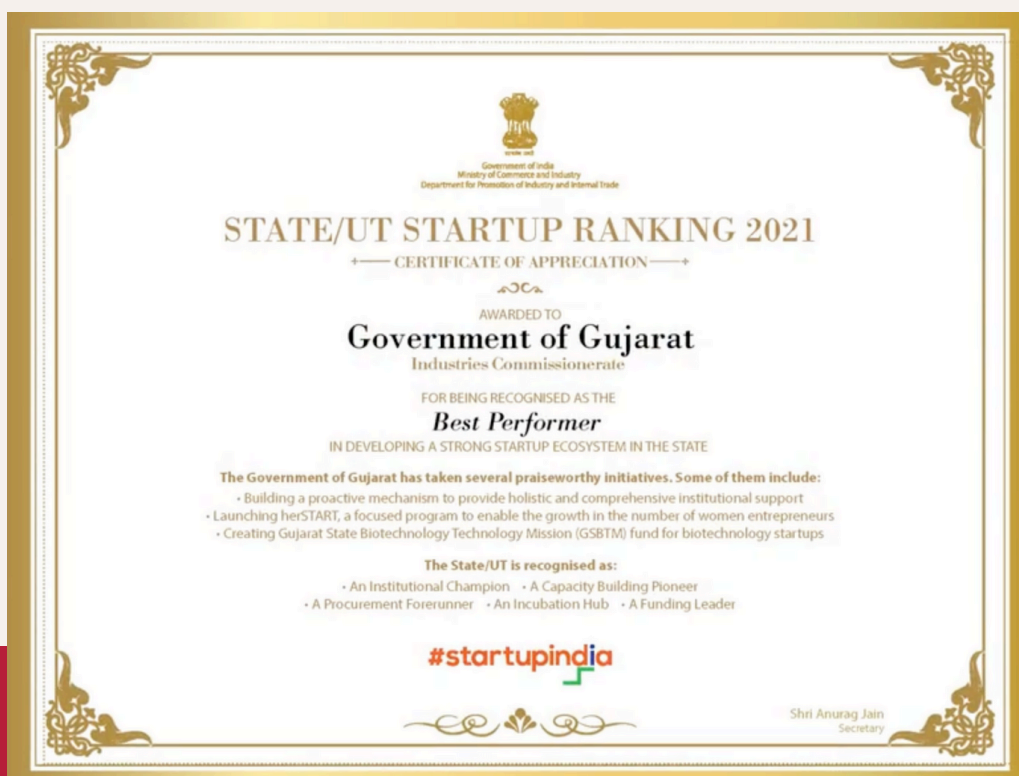 Government of India
Ministry of Commerce and Industry
Department for Promotion of Industry and Internal Trade
STATE/UT STARTUP RANKING 2021
CERTIFICATE OF APPRECIATION
AWARDED TO
Government of Gujarat
Industries Commissionerate
FOR BEING RECOGNISED AS THE
Best Performer
IN DEVELOPING A STRONG STARTUP ECOSYSTEM IN THE STATE
The Government of Gujarat has taken several praiseworthy initiatives. Some of them include:
• Building a proactive mechanism to provide holistic and comprehensive institutional support
• Launching herSTART, a focused program to enable the growth in the number of women entrepreneurs
• Creating Gujarat State Biotechnology Technology Mission (GSBTM) fund for biotechnology startups
The State/UT is recognised as:
• An Institutional Champion • A Capacity Building Pioneer
• A Procurement Forerunner • An Incubation Hub • A Funding Leader
#startupindia
Shri Anurag Jain
Secretary